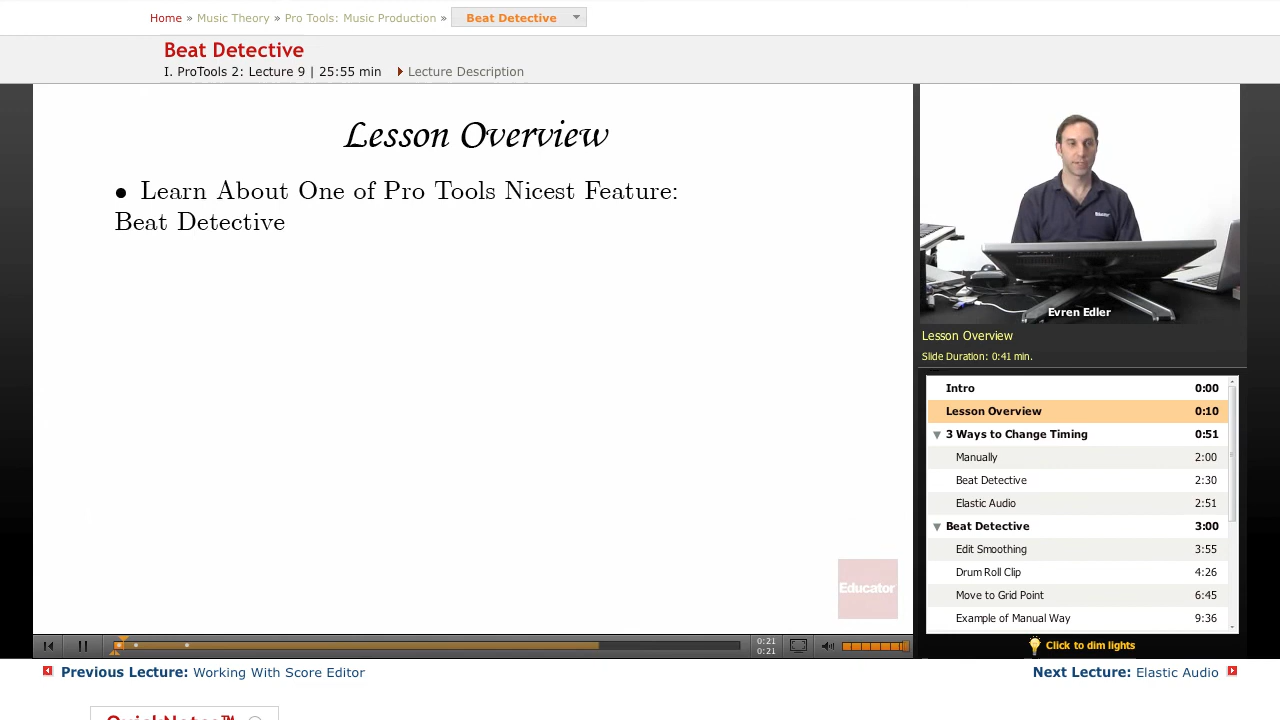 Home » Music Theory » Pro Tools: Music Production » Beat Detective
Beat Detective
I. ProTools 2: Lecture 9 | 25:55 min Lecture Description
Lesson Overview
• Learn About One of Pro Tools Nicest Feature:
Beat Detective
Educator
Evren Edler
Lesson Overview
Slide Duration: 0:41 min.
Intro 0:00
Lesson Overview 0:10
3 Ways to Change Timing 0:51
Manually 2:00
Beat Detective 2:30
Elastic Audio 2:51
Beat Detective 3:00
Edit Smoothing 3:55
Drum Roll Clip 4:26
Move to Grid Point 6:45
Example of Manual Way 9:36
0:21
0:21
Click to dim lights
Previous Lecture: Working With Score Editor
Next Lecture: Elastic Audio
QuickNotes™